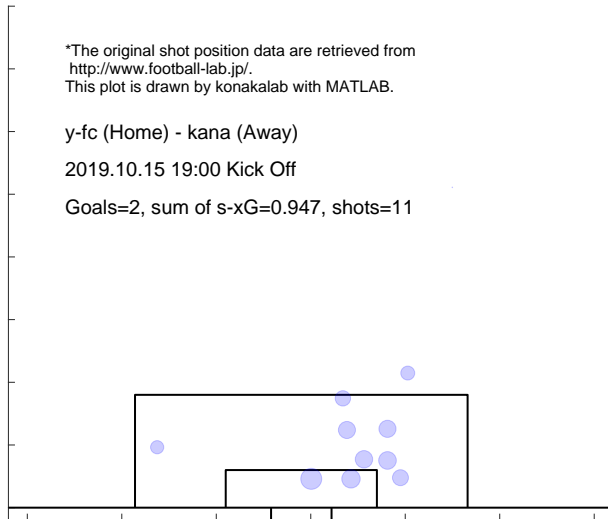 *The original shot position data are retrieved from
http://www.football-lab.jp/.
This plot is drawn by konakalab with MATLAB.
y-fc (Home) - kana (Away)
2019.10.15 19:00 Kick Off
Goals=2, sum of s-xG=0.947, shots=11